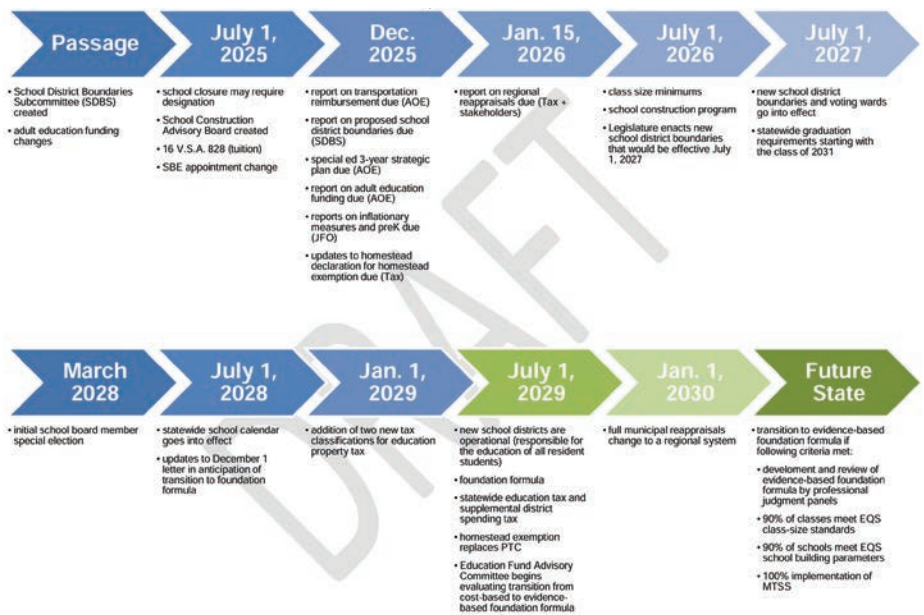 Passage
• School District Boundaries
Subcommittee (SDBS)
created
• adult education funding
changes
July 1,
2025
• school closure may require
designation
• School Construction
Advisory Board created
• 16 V.S.A. 828 (tuition)
• SBE appointment change
Dec.
2025
• report on transportation
reimbursement due (AOE)
• report on proposed school
district boundaries due
(SDBS)
• special ed 3-year strategic
plan due (AOE)
• report on adult education
funding due (AOE)
• reports on inflationary
measures and preK due
(JFO)
• updates to homestead
declaration for homestead
exemption due (Tax)
Jan. 15,
2026
• report on regional
reappraisals due (Tax +
stakeholders)
July 1,
2026
• class size minimums
• school construction program
• Legislature enacts new
school district boundaries
that would be effective July
1, 2027
July 1,
2027
• new school district
boundaries and voting wards
go into effect
• statewide graduation
requirements starting with
the class of 2031
DRAFT
March
2028
• initial school board member
special election
July 1,
2028
• statewide school calendar
goes into effect
• updates to December 1
letter in anticipation of
transition to foundation
formula
Jan. 1,
2029
• addition of two new tax
classifications for education
property tax
July 1,
2029
• new school districts are
operational (responsible for
the education of all resident
students)
• foundation formula
• statewide education tax and
supplemental district
spending tax
• homestead exemption
replaces PTC
• Education Fund Advisory
Committee begins
evaluating transition from
cost-based to evidence-
based foundation formula
Jan. 1,
2030
• full municipal reappraisals
change to a regional system
Future
State
• transition to evidence-based
foundation formula if
following criteria met:
• develoment and review of
evidence-based foundation
formula by professional
judgment panels
• 90% of classes meet EQS
class-size standards
• 90% of schools meet EQS
school building parameters
• 100% implementation of
MTSS